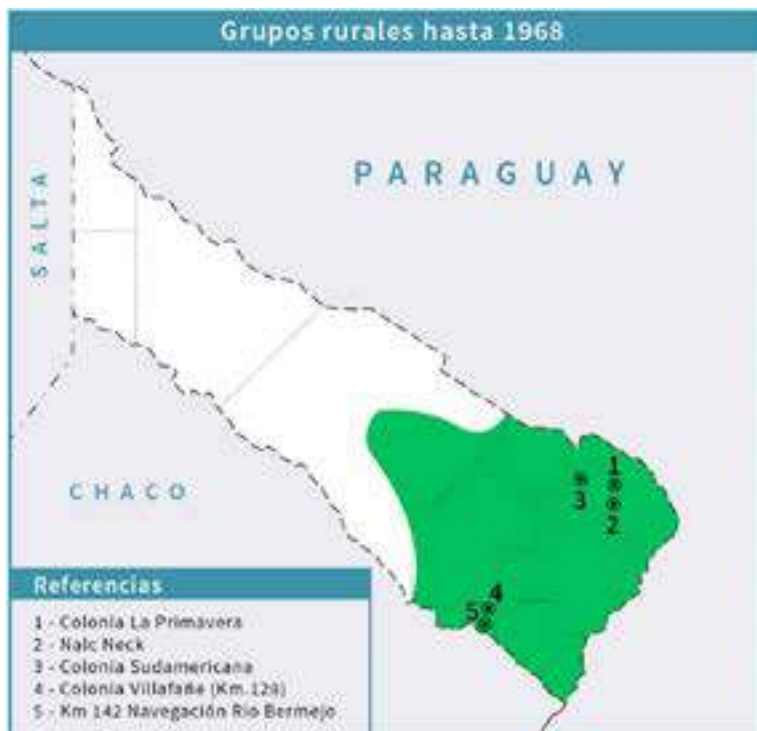 Grupos rurales hasta 1968
PARAGUAY
SALTA
CHACO
1
2
3
4
5
Referencias
1 - Colonia La Primavera
2 - Nalc Neck
3 - Colonia Sudamericana
4 - Colonia Villafañe (Km. 128)
5 - Km 142 Navegación Rio Bermejo